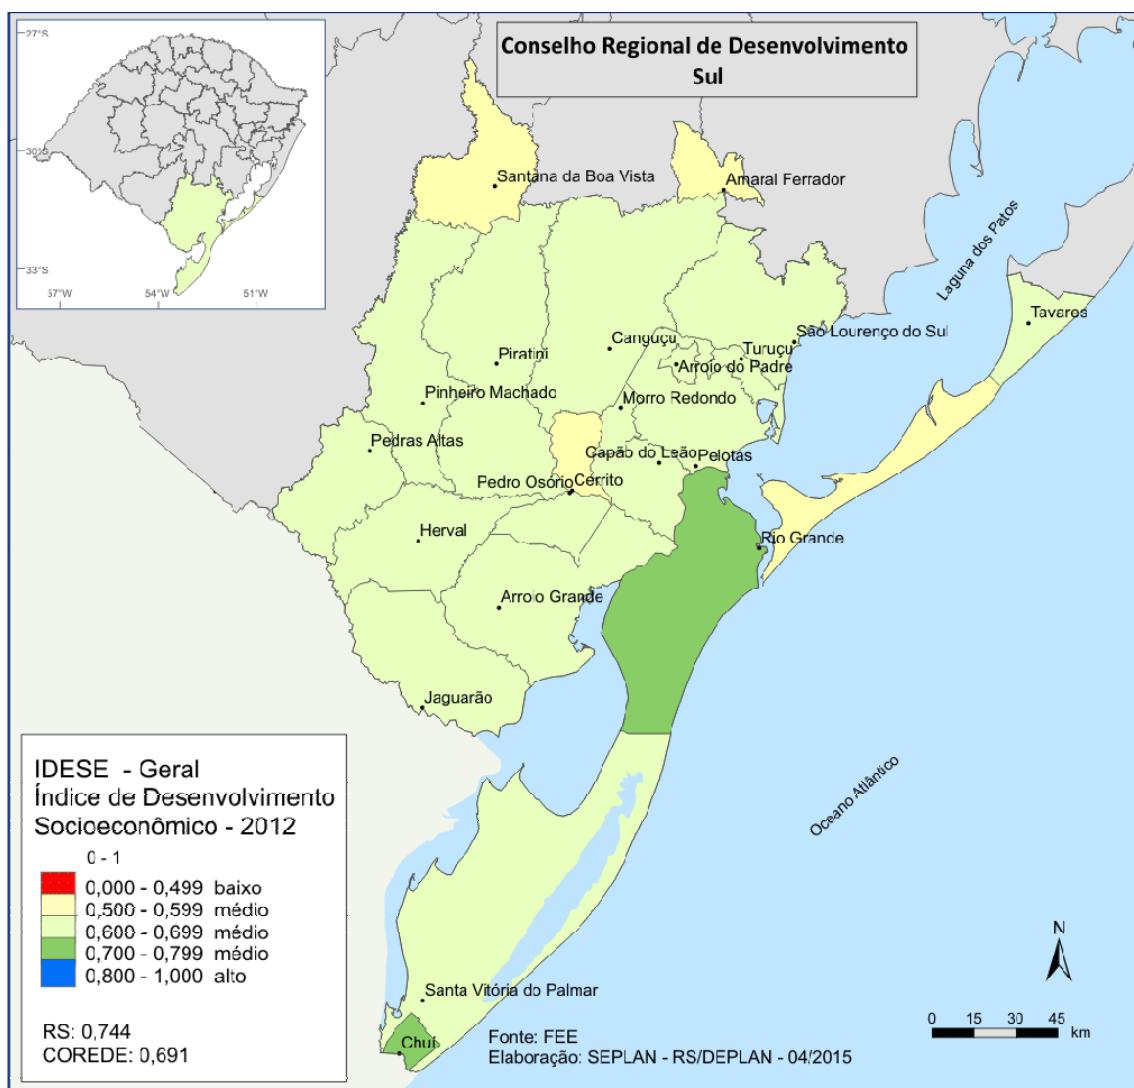 Conselho Regional de Desenvolvimento
Sul
27°S
30°S
33°S
57°W
54°W
51°W
Santana da Boa Vista
Amaral Ferrador
Laguna dos Patos
Tavares
São Lourenço do Sul
Canguçu
Turuçu
Piratini
Arroio do Padre
Pinheiro Machado
Morro Redondo
Pedras Altas
Capão do Leão
Pelotas
Pedro Osório
Cerrito
Herval
Rio Grande
Arroio Grande
Jaguarão
Oceano Atlântico
IDESE - Geral
Índice de Desenvolvimento
Socioeconômico - 2012
0 - 1
0,000 - 0,499 baixo
0,500 - 0,599 médio
0,600 - 0,699 médio
0,700 - 0,799 médio
0,800 - 1,000 alto
RS: 0,744
COREDE: 0,691
Santa Vitória do Palmar
Chuí
Fonte: FEE
Elaboração: SEPLAN - RS/DEPLAN - 04/2015
N
0 15 30 45
km